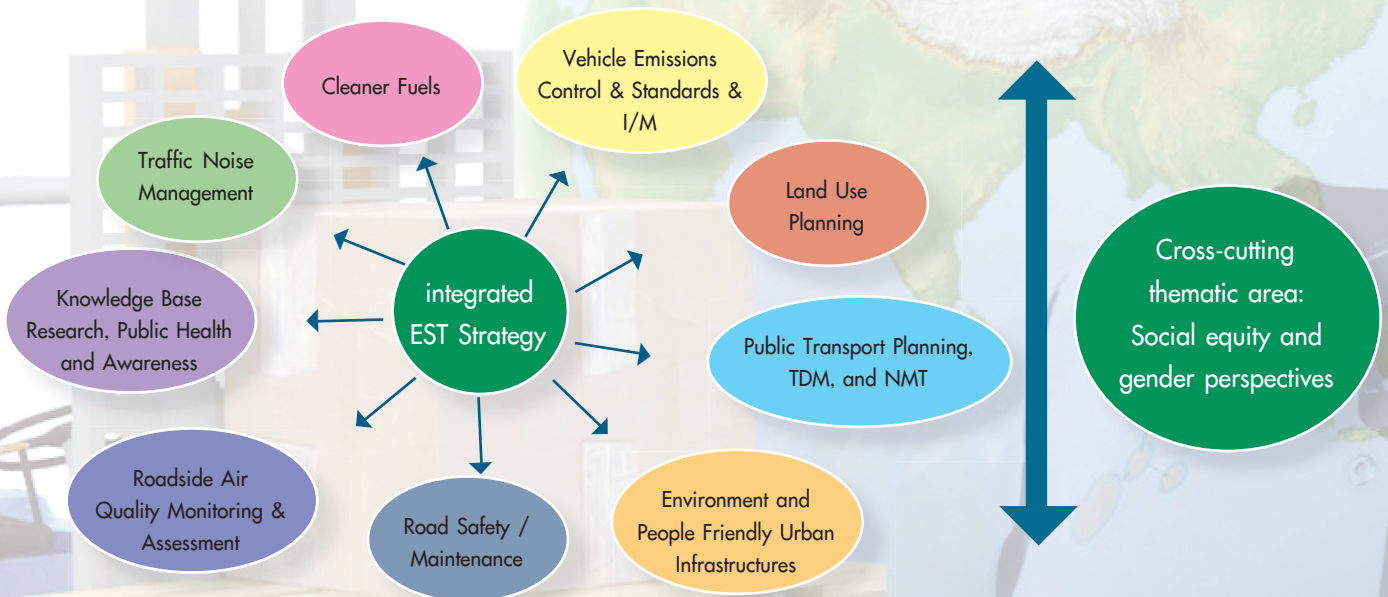 Cleaner Fuels
Vehicle Emissions
Control & Standards &
I/M
Traffic Noise
Management
Land Use
Planning
Knowledge Base
Research, Public Health
and Awareness
integrated
EST Strategy
Public Transport Planning,
TDM, and NMT
Cross-cutting
thematic area:
Social equity and
gender perspectives
Roadside Air
Quality Monitoring &
Assessment
Road Safety /
Maintenance
Environment and
People Friendly Urban
Infrastructures